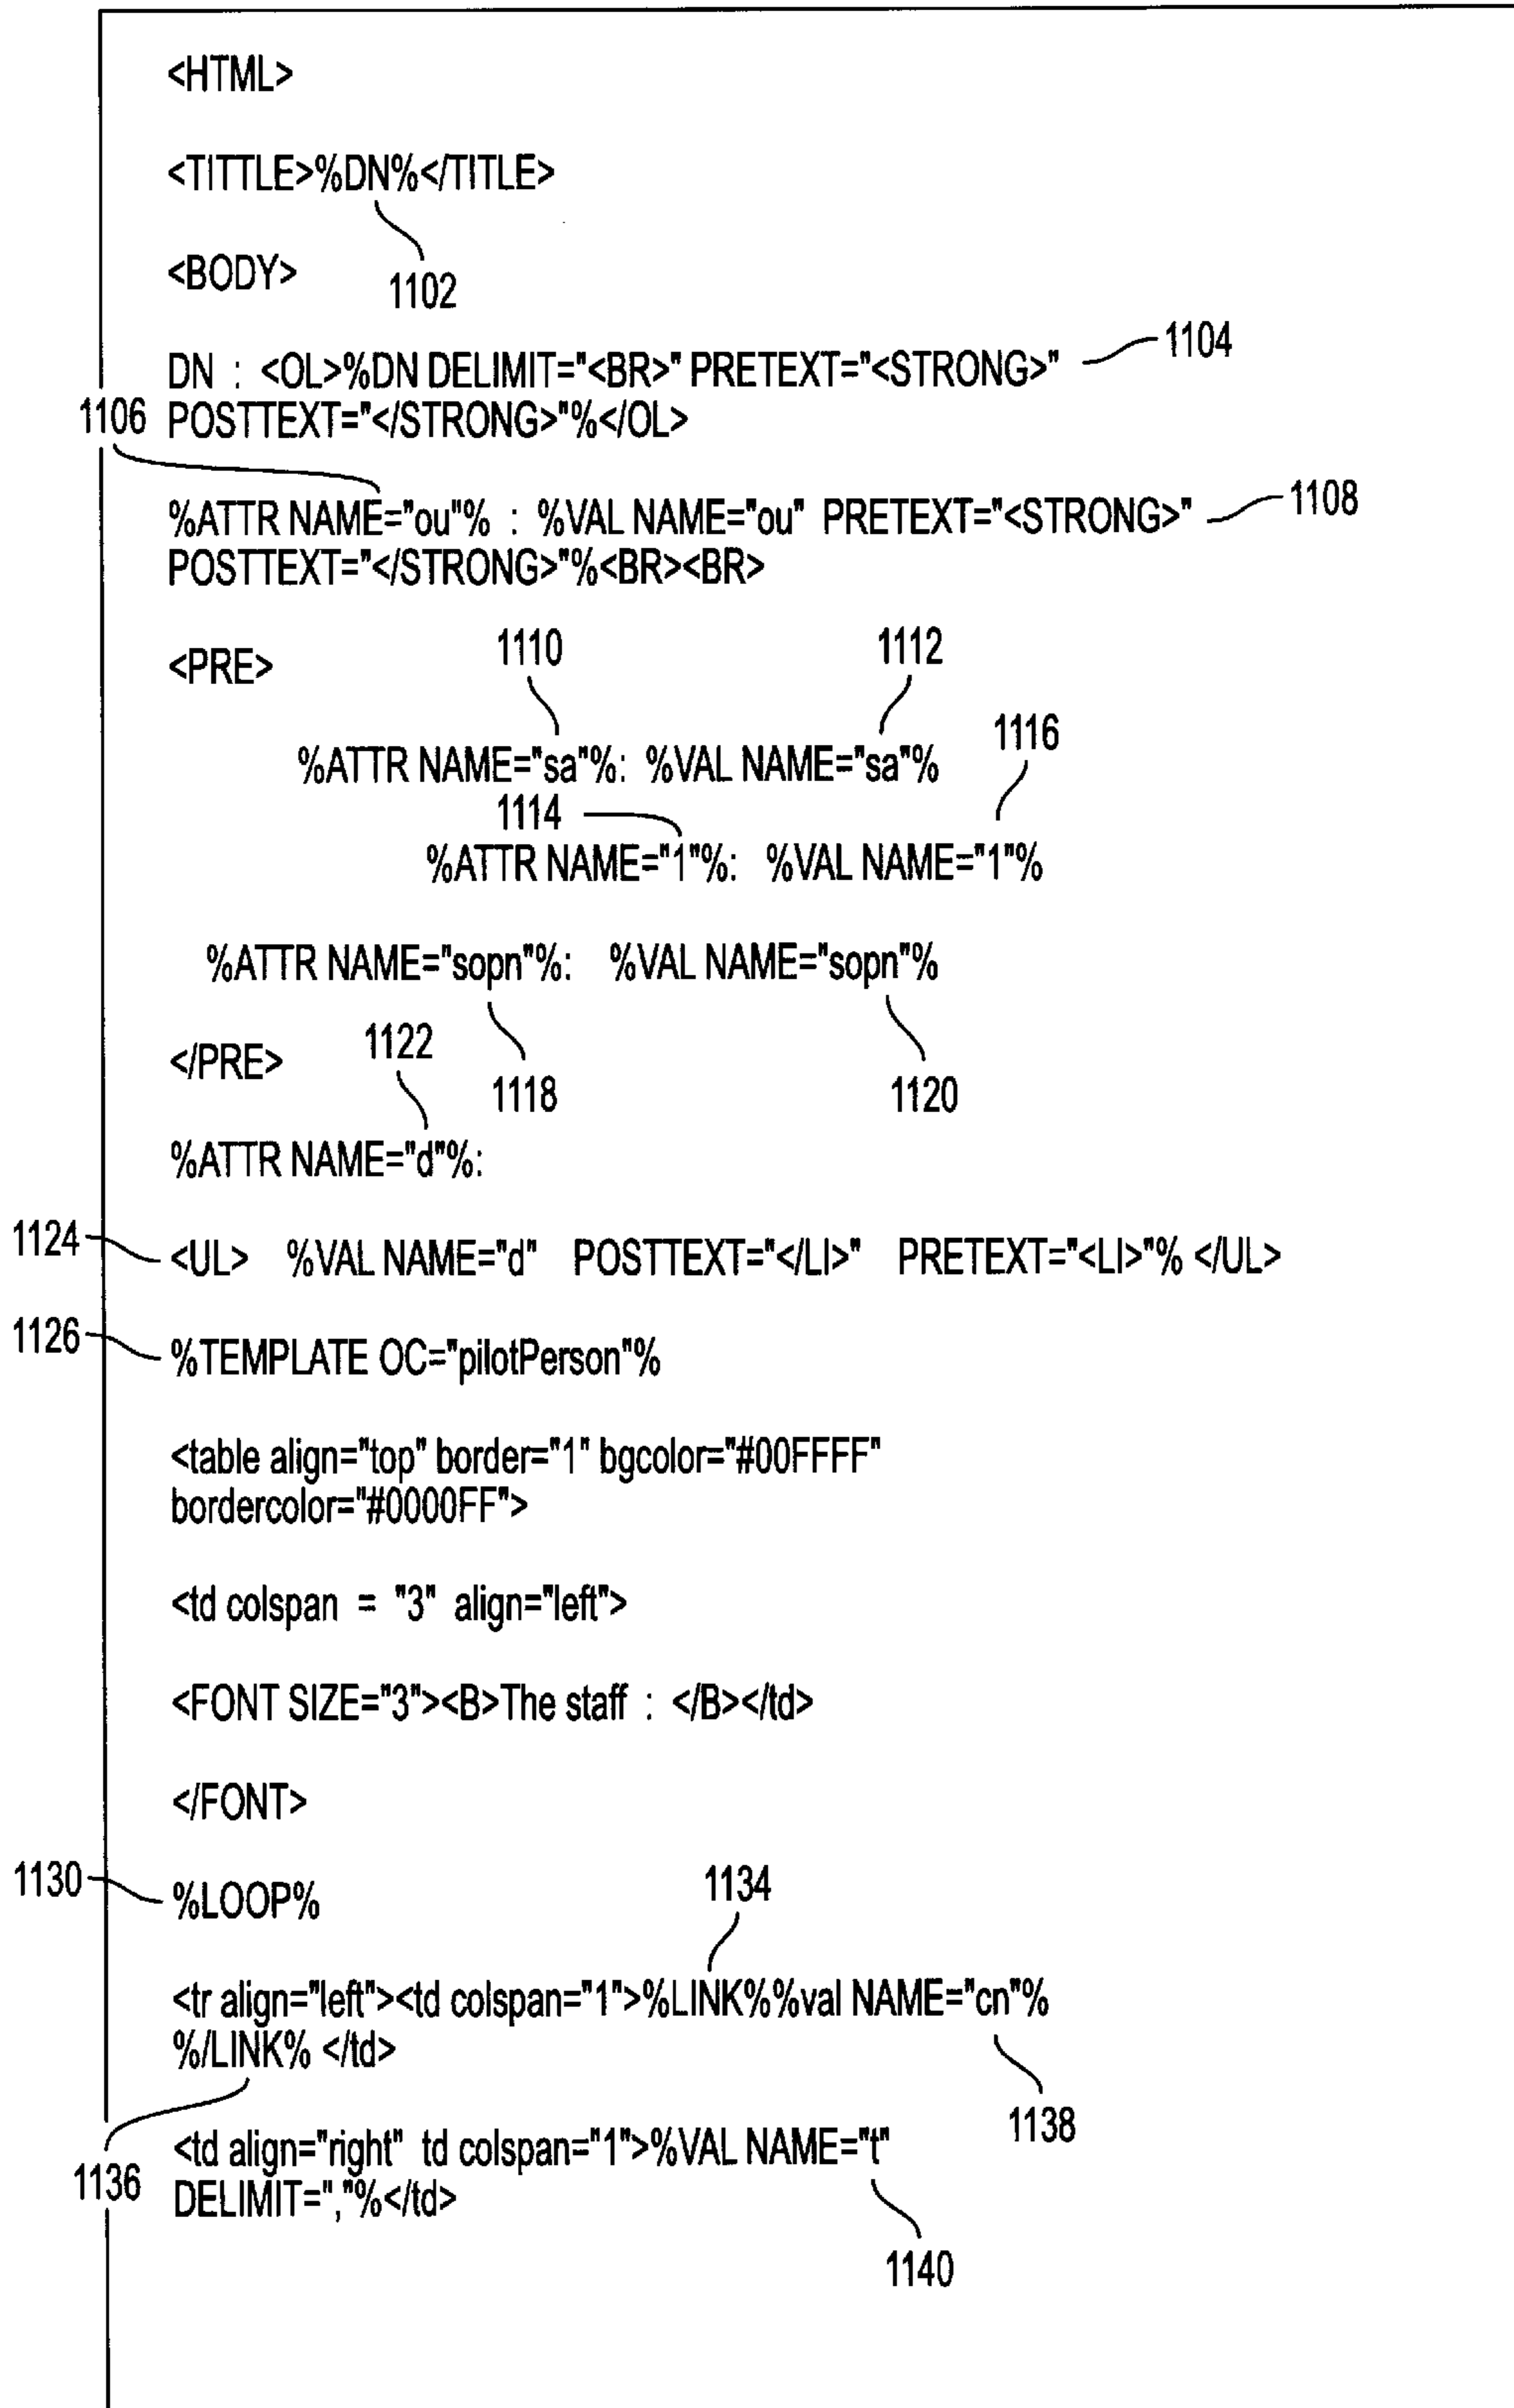 <HTML>
<TITTLE>%DN%</TITLE>
<BODY>
1102
DN : <OL>%DN DELIMIT="<BR>" PRETEXT="<STRONG>"
1104
1106
POSTTEXT="</STRONG>"%</OL>
%ATTR NAME="ou"% : %VAL NAME="ou" PRETEXT="<STRONG>"
1108
POSTTEXT="</STRONG>"%<BR><BR>
<PRE>
1110
1112
1116
%ATTR NAME="sa"%: %VAL NAME="sa"%
1114
%ATTR NAME="1"%: %VAL NAME="1"%
%ATTR NAME="sopn"%: %VAL NAME="sopn"%
</PRE>
1122
1118
1120
%ATTR NAME="d"%:
1124
<UL> %VAL NAME="d" POSTTEXT="</LI>" PRETEXT="<LI>"% </UL>
1126
%TEMPLATE OC="pilotPerson"%
<table align="top" border="1" bgcolor="#00FFFF"
bordercolor="#0000FF">
<td colspan = "3" align="left">
<FONT SIZE="3"><B>The staff : </B></td>
</FONT>
1130
%LOOP%
1134
<tr align="left"><td colspan="1">%LINK%%val NAME="cn"%
%/LINK% </td>
1138
<td align="right" td colspan="1">%VAL NAME="t"
1136
DELIMIT=","%</td>
1140